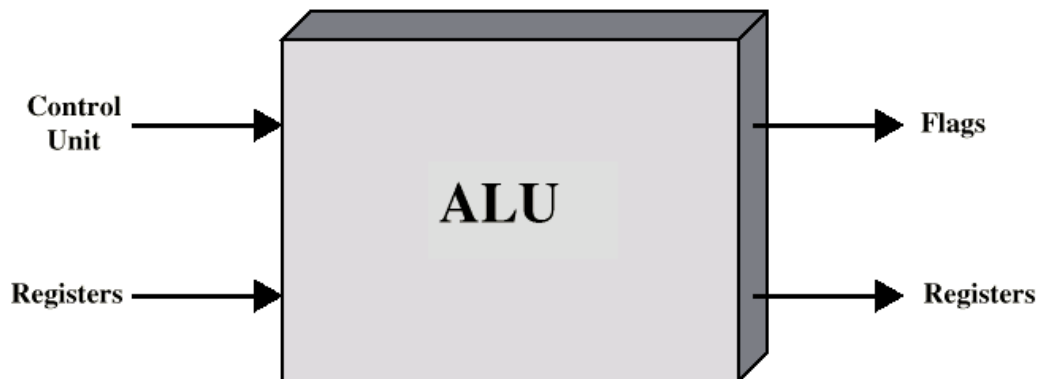 Control
Unit
Flags
ALU
Registers
Registers